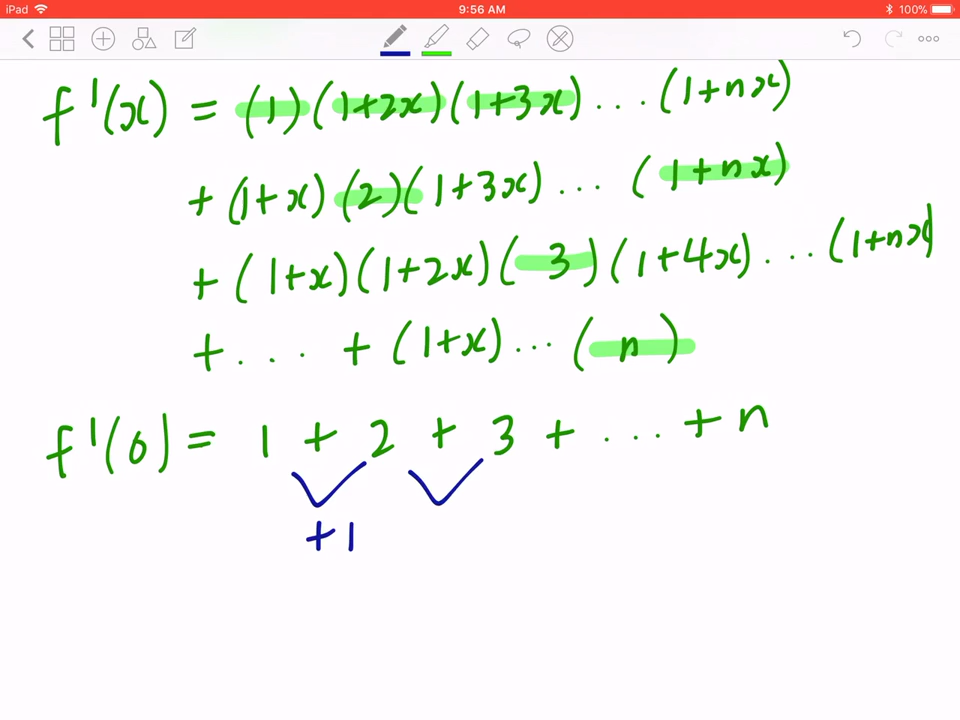 iPad 9:56 AM 100%
f'(x) = (1)(1+2x)(1+3x)...(1+nx)
+(1+x)(2)(1+3x)...(1+nx)
+(1+x)(1+2x)(3)(1+4x)...(1+nx
+...+(1+x)...(n)
f'(0) = 1 + 2 + 3 + ... + n
+1